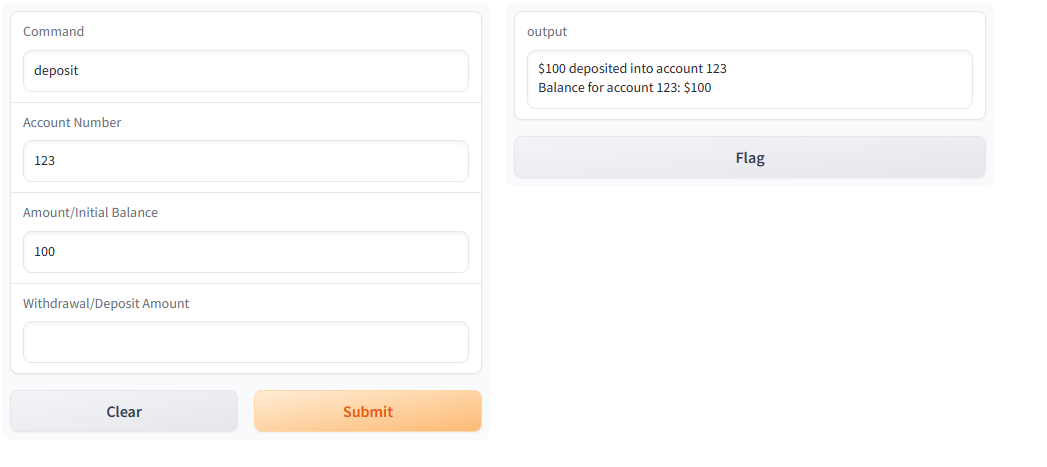 Command
deposit
Account Number
123
Amount/Initial Balance
100
Withdrawal/Deposit Amount
Clear
Submit
output
$100 deposited into account 123
Balance for account 123: $100
Flag